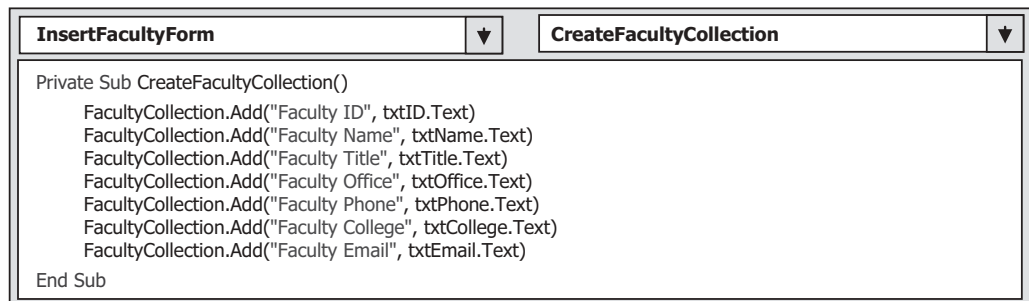 InsertFacultyForm CreateFacultyCollection
Private Sub CreateFacultyCollection()
FacultyCollection.Add("Faculty ID", txtID.Text)
FacultyCollection.Add("Faculty Name", txtName.Text)
FacultyCollection.Add("Faculty Title", txtTitle.Text)
FacultyCollection.Add("Faculty Office", txtOffice.Text)
FacultyCollection.Add("Faculty Phone", txtPhone.Text)
FacultyCollection.Add("Faculty College", txtCollege.Text)
FacultyCollection.Add("Faculty Email", txtEmail.Text)
End Sub